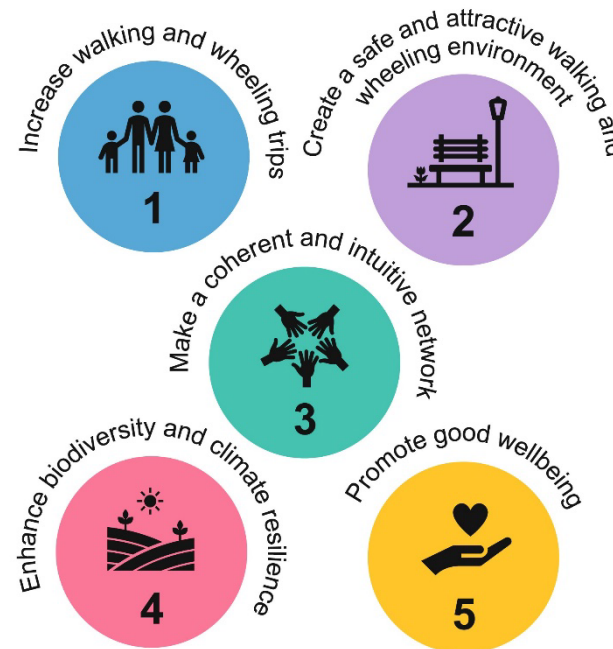 Increase walking and wheeling trips
1
Create a safe and attractive walking and
wheeling environment
2
Make a coherent and intuitive network
3
Enhance biodiversity and climate resilience
4
Promote good wellbeing
5